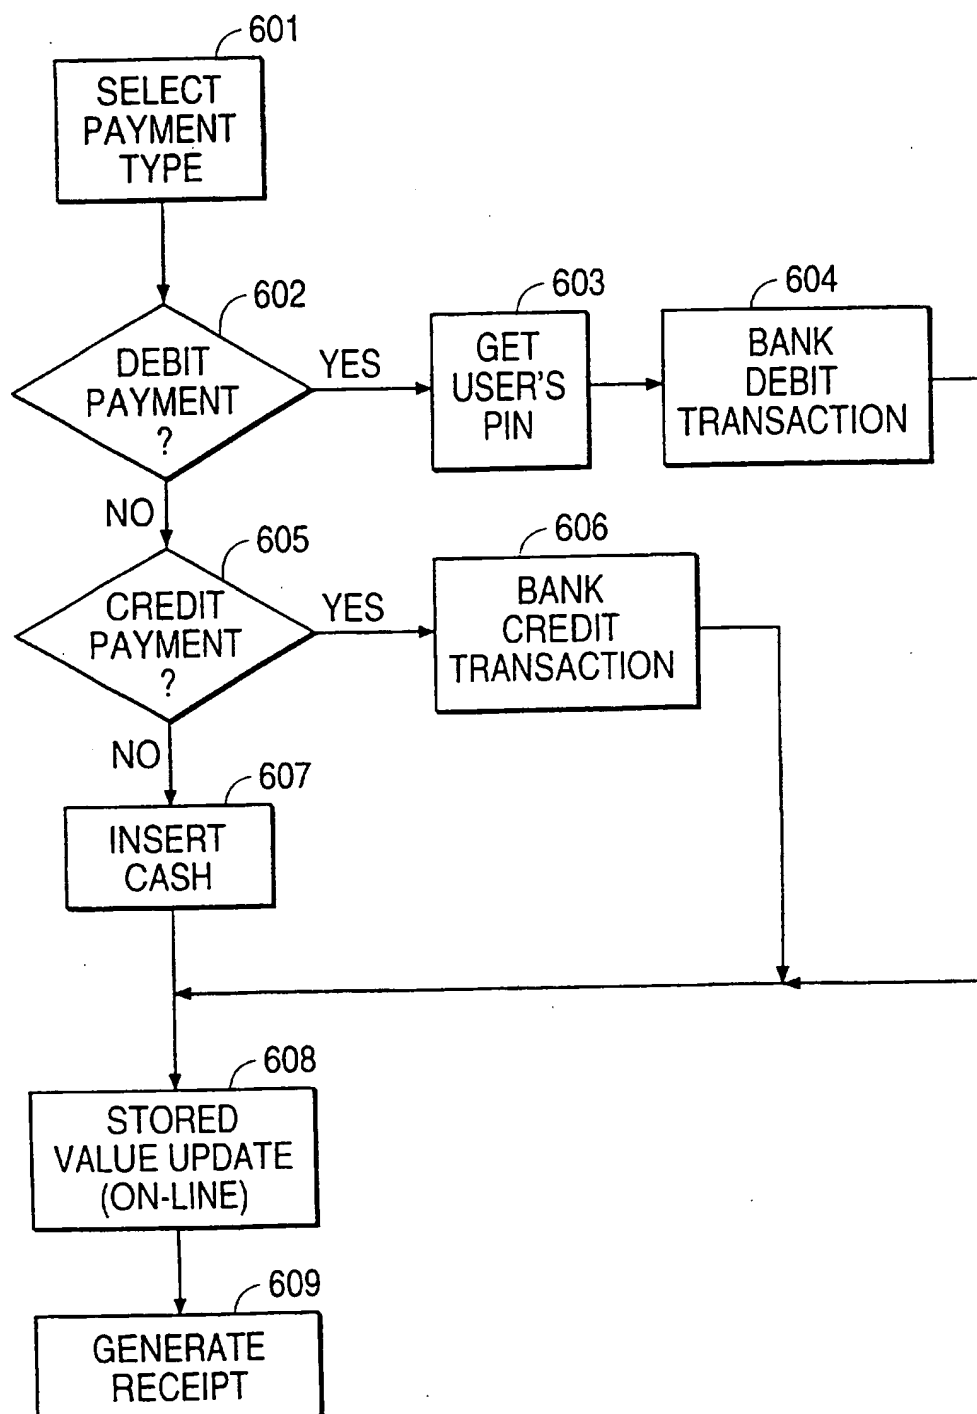 601
SELECT
PAYMENT
TYPE
602
DEBIT
PAYMENT
?
YES
603
GET
USER'S
PIN
604
BANK
DEBIT
TRANSACTION
NO
605
CREDIT
PAYMENT
?
YES
606
BANK
CREDIT
TRANSACTION
NO
607
INSERT
CASH
608
STORED
VALUE UPDATE
(ON-LINE)
609
GENERATE
RECEIPT